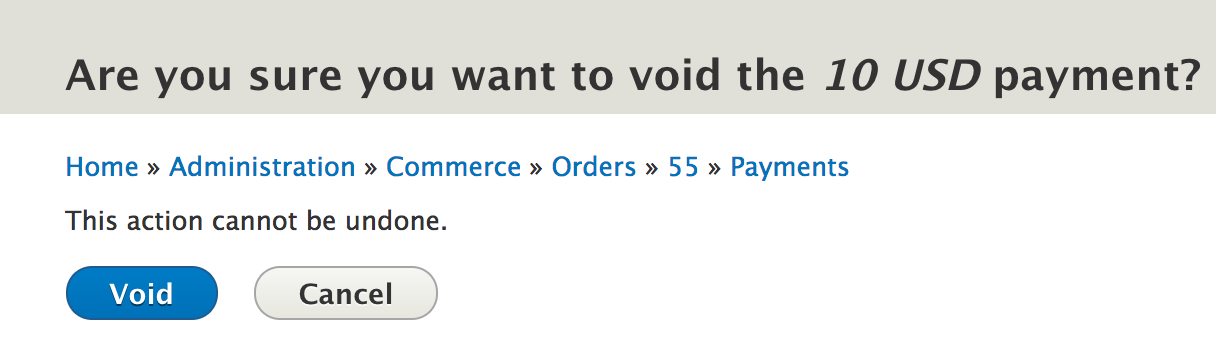 Are you sure you want to void the 10 USD payment?
Home » Administration » Commerce » Orders » 55 » Payments
This action cannot be undone.
Void Cancel